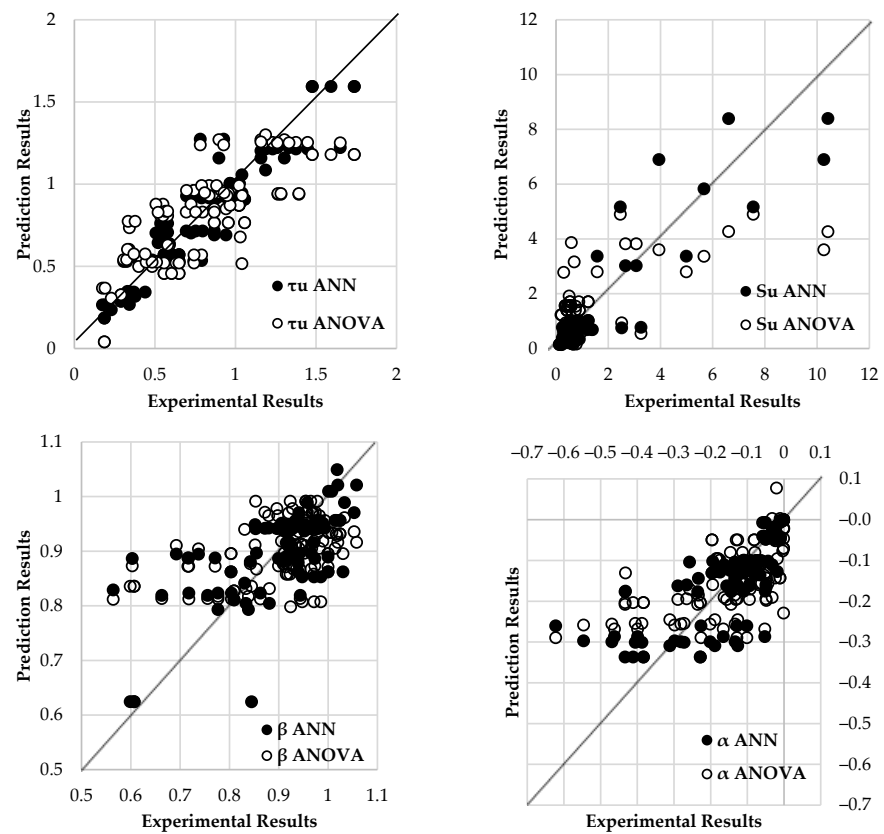 2
1.5
1
0.5
0
0 0.5 1 1.5 2
Prediction Results
Experimental Results
τu ANN
τu ANOVA
12
10
8
6
4
2
0
0 2 4 6 8 10 12
Prediction Results
Experimental Results
Su ANN
Su ANOVA
1.1
1
0.9
0.8
0.7
0.6
0.5
0.5 0.6 0.7 0.8 0.9 1 1.1
Prediction Results
Experimental Results
β ANN
β ANOVA
−0.7 −0.6 −0.5 −0.4 −0.3 −0.2 −0.1 0 0.1
0.1
−0.0
−0.1
−0.2
−0.3
−0.4
−0.5
−0.6
−0.7
Prediction Results
Experimental Results
α ANN
α ANOVA